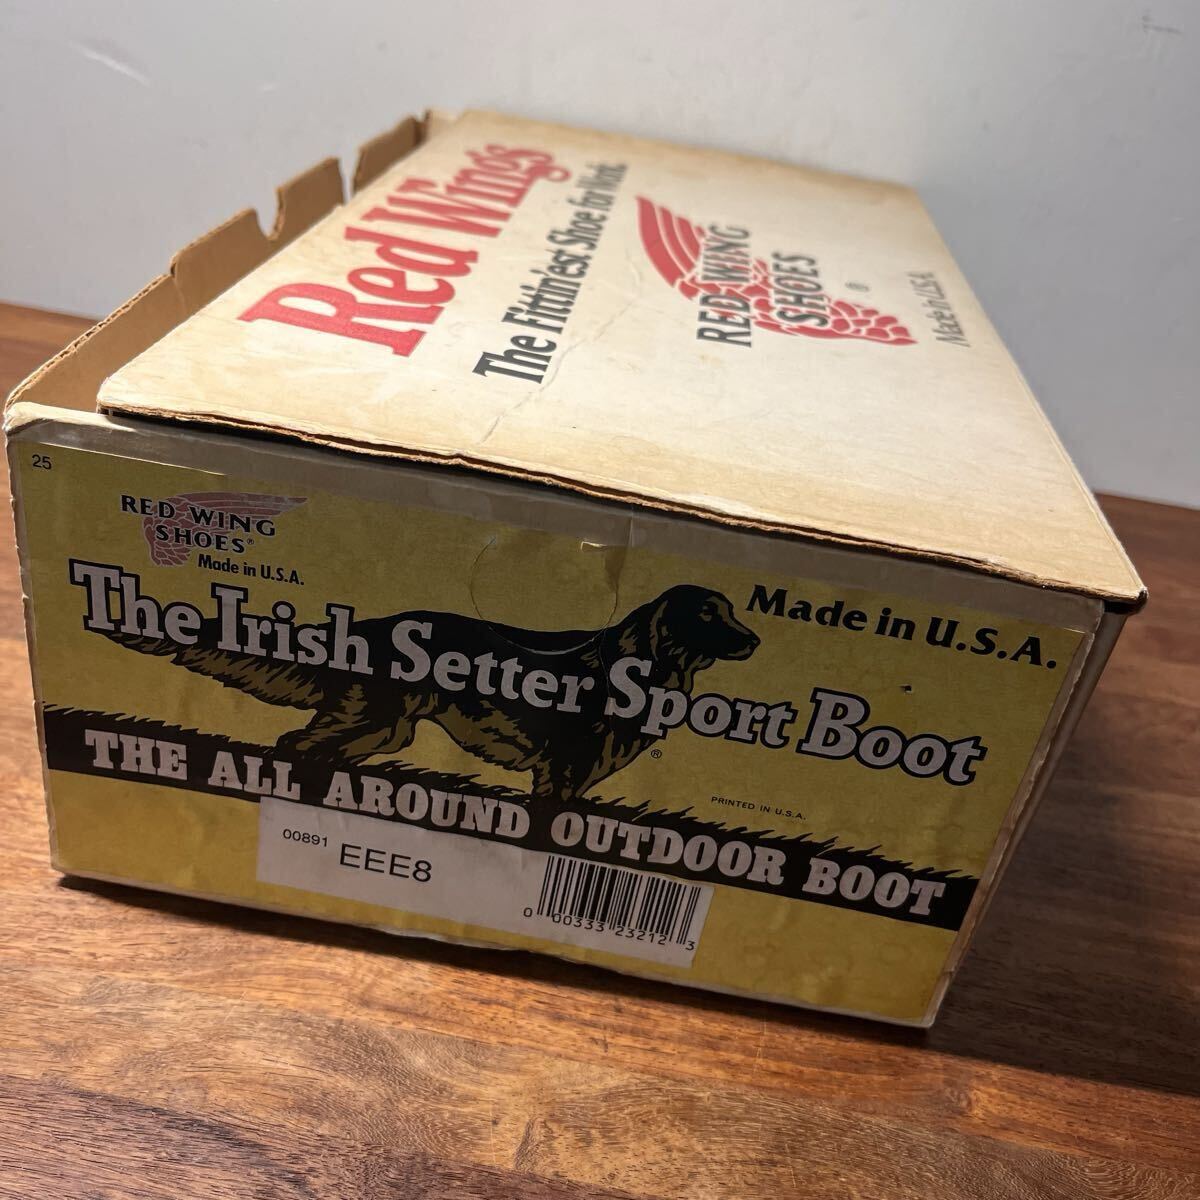 Red Wings
The Fittin'est Shoe for Work.
RED WING
SHOES
®
Made in U.S.A.
25
RED WING
SHOES®
Made in U.S.A.
Made in U.S.A.
The Irish Setter Sport Boot
®
PRINTED IN U.S.A.
THE ALL AROUND OUTDOOR BOOT
00891 EEE8
0 00333 23212 3